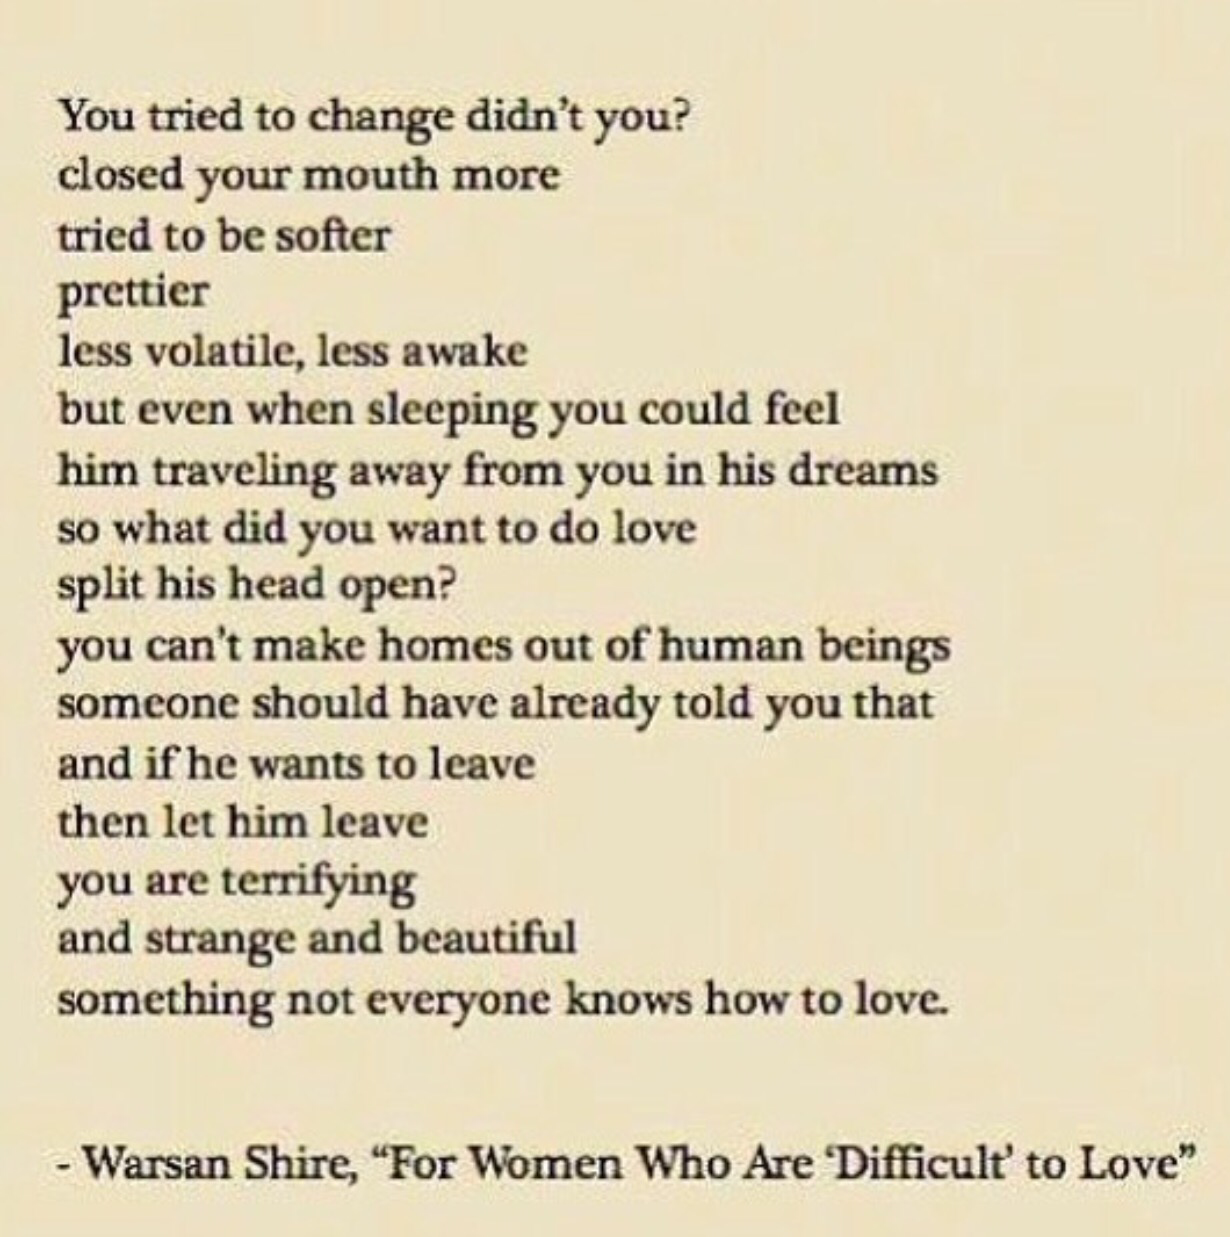 You tried to change didn't you?
closed your mouth more
tried to be softer
prettier
less volatile, less awake
but even when sleeping you could feel
him traveling away from you in his dreams
so what did you want to do love
split his head open?
you can't make homes out of human beings
someone should have already told you that
and if he wants to leave
then let him leave
you are terrifying
and strange and beautiful
something not everyone knows how to love.
- Warsan Shire, “For Women Who Are ‘Difficult’ to Love”